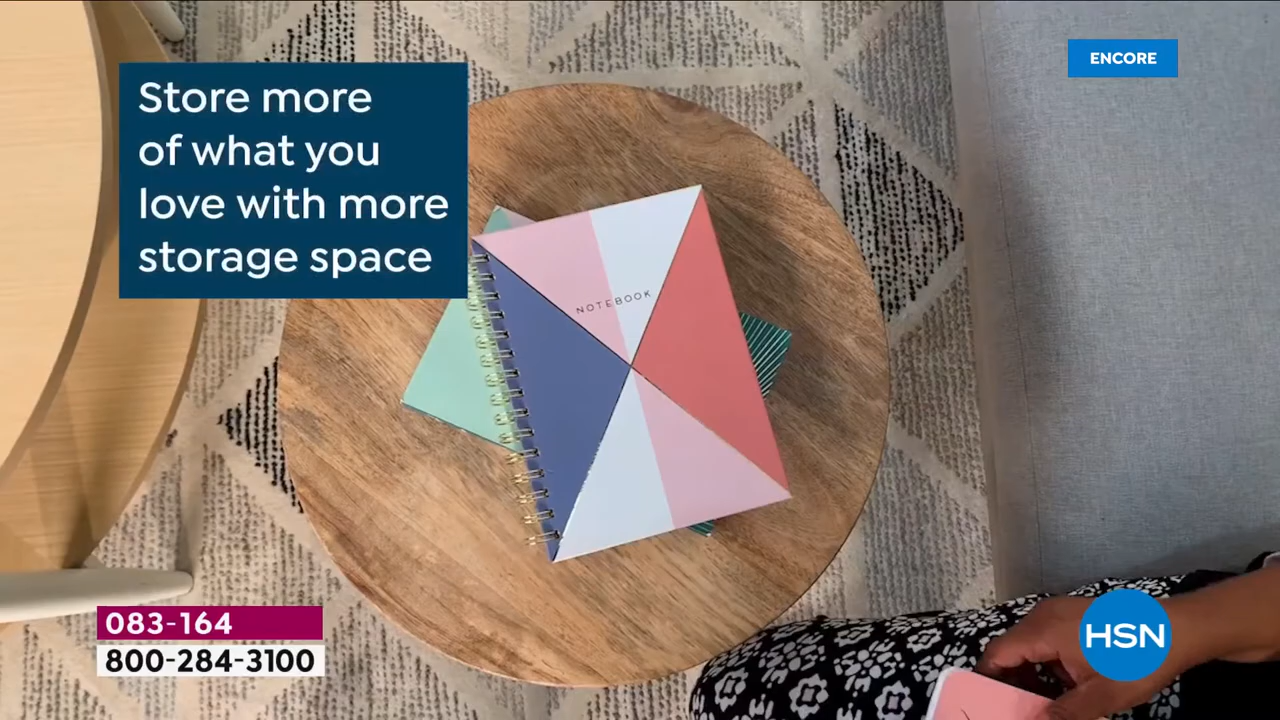 ENCORE
Store more
of what you
love with more
storage space
NOTEBOOK
083-164
800-284-3100
HSN